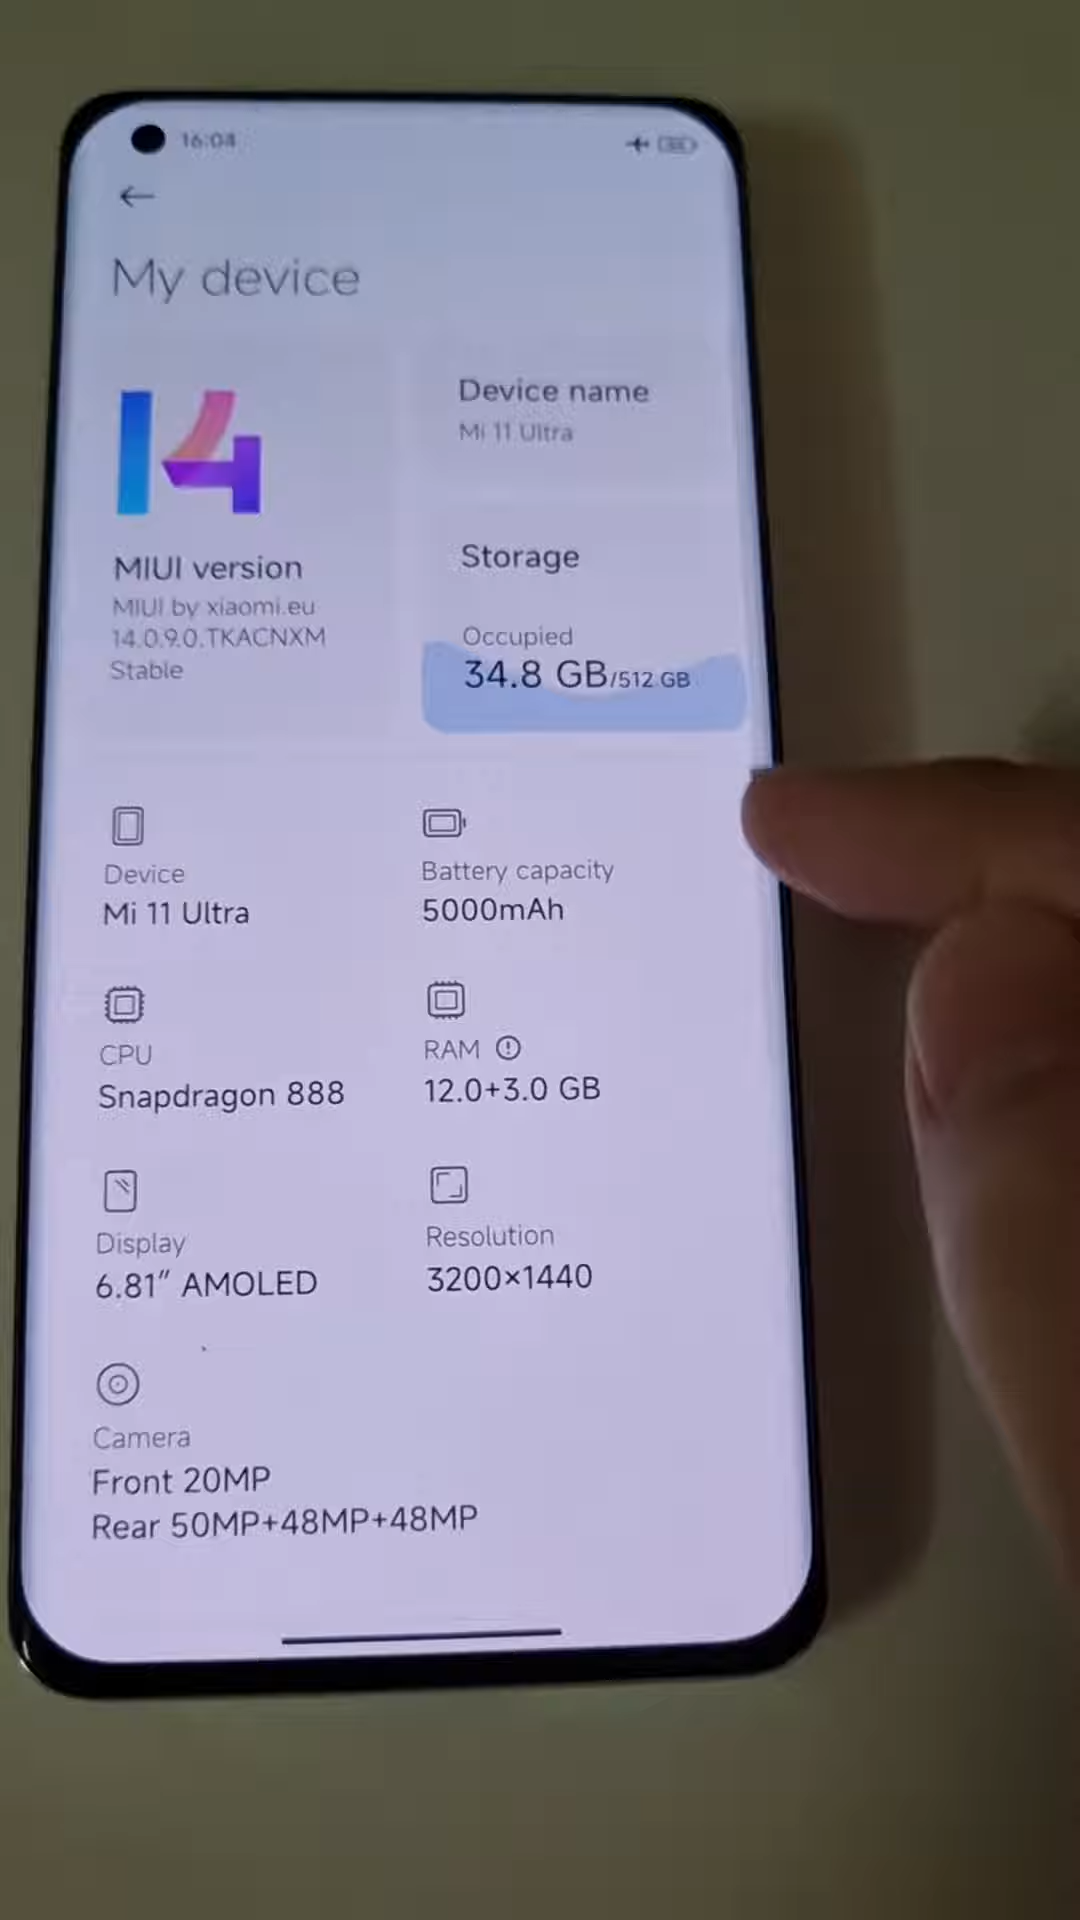 16:04
My device
14
MIUI version
MIUI by xiaomi.eu
14.0.9.0.TKACNXM
Stable
Device name
Mi 11 Ultra
Storage
Occupied
34.8 GB/512 GB
Device
Mi 11 Ultra
Battery capacity
5000mAh
CPU
Snapdragon 888
RAM
12.0+3.0 GB
Display
6.81″ AMOLED
Resolution
3200×1440
Camera
Front 20MP
Rear 50MP+48MP+48MP